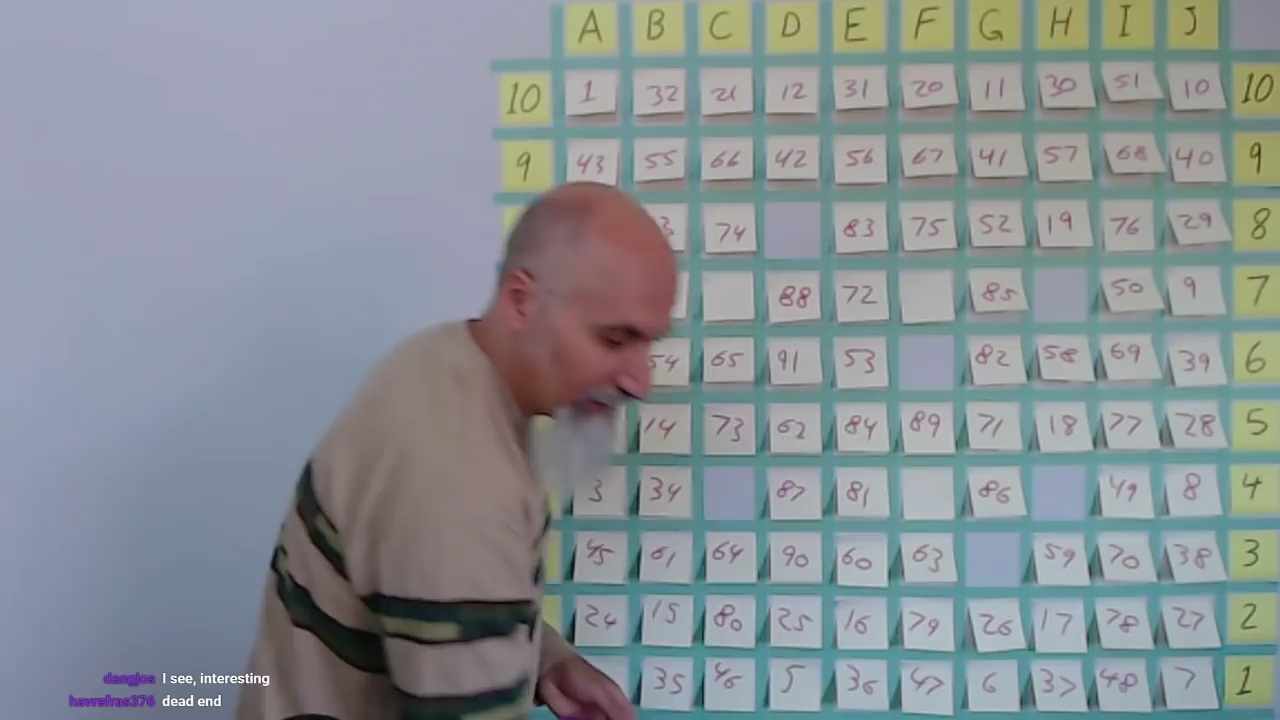 A B C D E F G H I J
10 1 32 21 12 31 20 11 30 51 10 10
9 43 55 66 42 56 67 41 57 68 40 9
74 83 75 52 19 76 29 8
88 72 85 50 9 7
54 65 91 53 82 58 69 39 6
14 73 62 84 89 71 18 77 28 5
3 34 87 81 86 49 8 4
45 61 64 90 60 63 59 70 38 3
24 15 80 25 16 79 26 17 78 27 2
35 46 5 36 47 6 37 48 7 1
dangjos I see, interesting
havrefras376 dead end